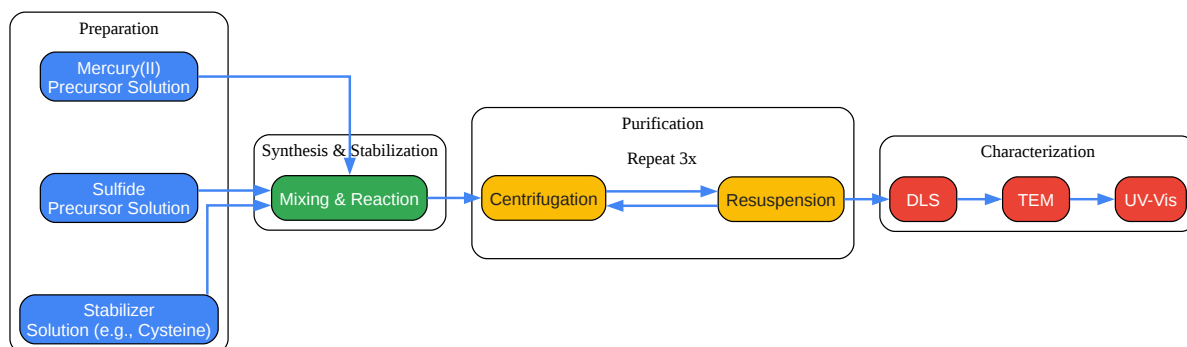 Preparation
Mercury(II)
Precursor Solution
Sulfide
Precursor Solution
Stabilizer
Solution (e.g., Cysteine)
Synthesis & Stabilization
Mixing & Reaction
Purification
Repeat 3x
Centrifugation
Resuspension
Characterization
DLS
TEM
UV-Vis